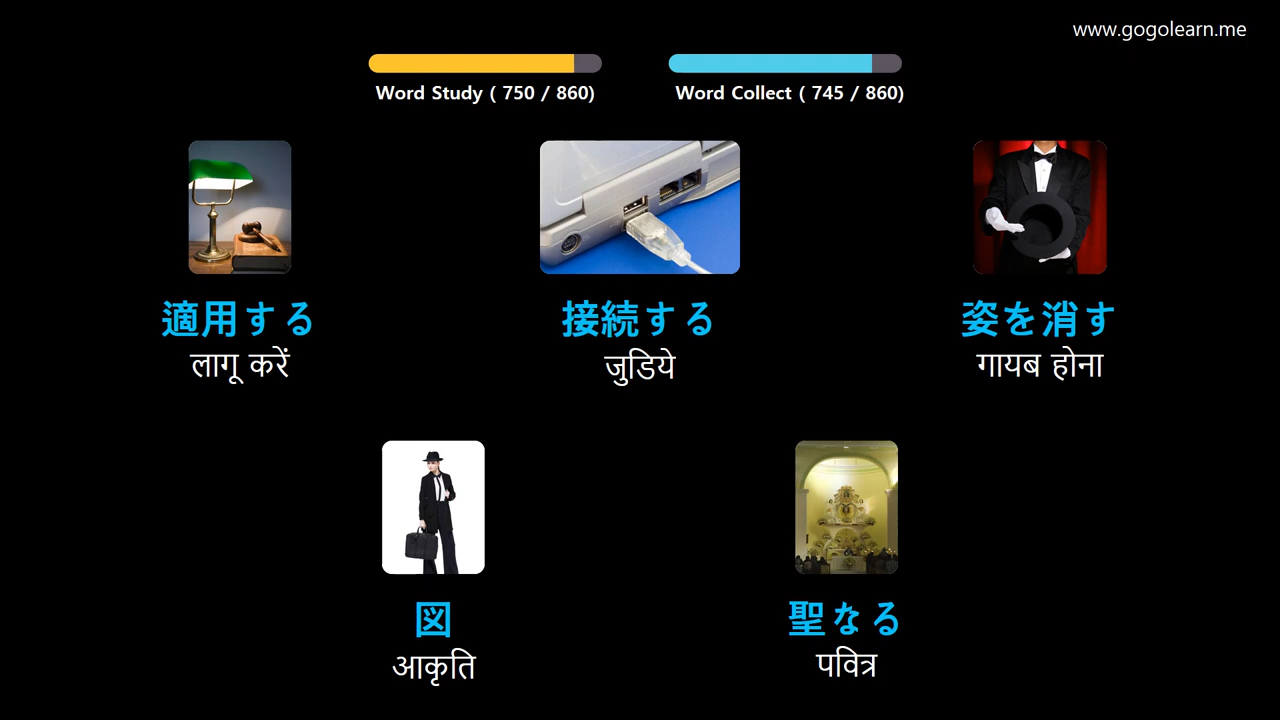 www.gogolearn.me
Word Study ( 750 / 860)
Word Collect ( 745 / 860)
適用する
लागू करें
接続する
जुडिये
姿を消す
गायब होना
図
आकृति
聖なる
पवित्र